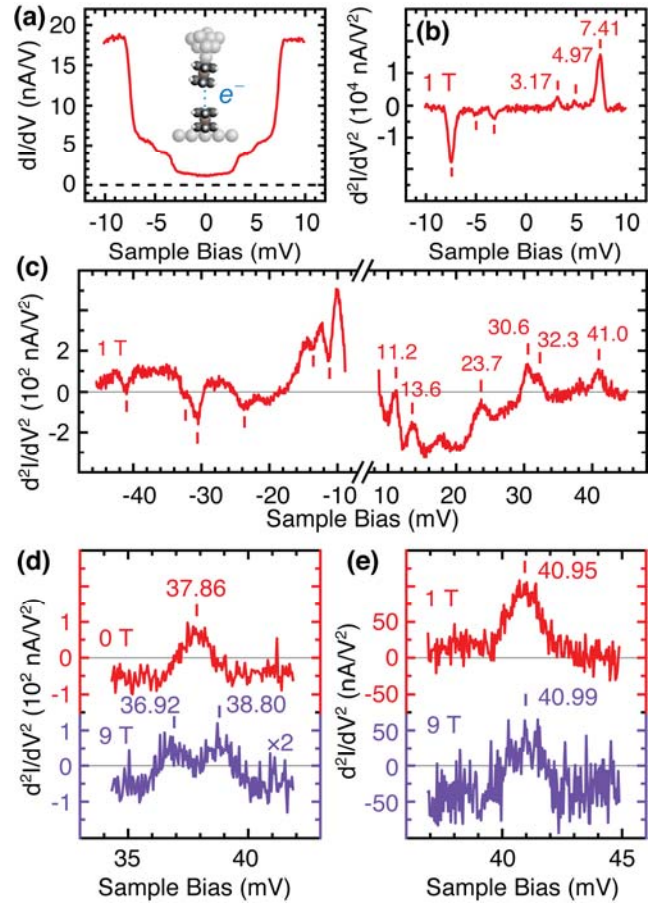 (a)
dI/dV (nA/V)
20
15
10
5
0
e⁻
-10 -5 0 5 10
Sample Bias (mV)
(b)
d²I/dV² (10⁴ nA/V²)
1
0
-1
1 T
3.17
4.97
7.41
-10 -5 0 5 10
Sample Bias (mV)
(c)
d²I/dV² (10² nA/V²)
2
0
-2
1 T
11.2
13.6
23.7
30.6
32.3
41.0
-40 -30 -20 -10 10 20 30 40
Sample Bias (mV)
(d)
d²I/dV² (10² nA/V²)
1
0
-1
0 T
37.86
1
0
-1
9 T
36.92
38.80
×2
35 40
Sample Bias (mV)
(e)
d²I/dV² (nA/V²)
50
0
-50
1 T
40.95
50
0
-50
9 T
40.99
40 45
Sample Bias (mV)